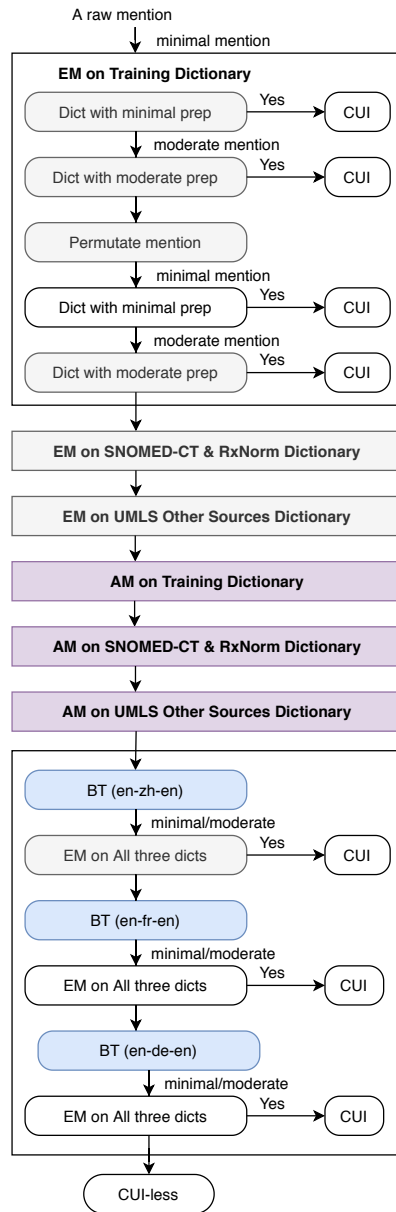 A raw mention
minimal mention
EM on Training Dictionary
Dict with minimal prep
Yes
CUI
moderate mention
Dict with moderate prep
Yes
CUI
Permutate mention
minimal mention
Dict with minimal prep
Yes
CUI
moderate mention
Dict with moderate prep
Yes
CUI
EM on SNOMED-CT & RxNorm Dictionary
EM on UMLS Other Sources Dictionary
AM on Training Dictionary
AM on SNOMED-CT & RxNorm Dictionary
AM on UMLS Other Sources Dictionary
BT (en-zh-en)
minimal/moderate
EM on All three dicts
Yes
CUI
BT (en-fr-en)
minimal/moderate
EM on All three dicts
Yes
CUI
BT (en-de-en)
minimal/moderate
EM on All three dicts
Yes
CUI
CUI-less